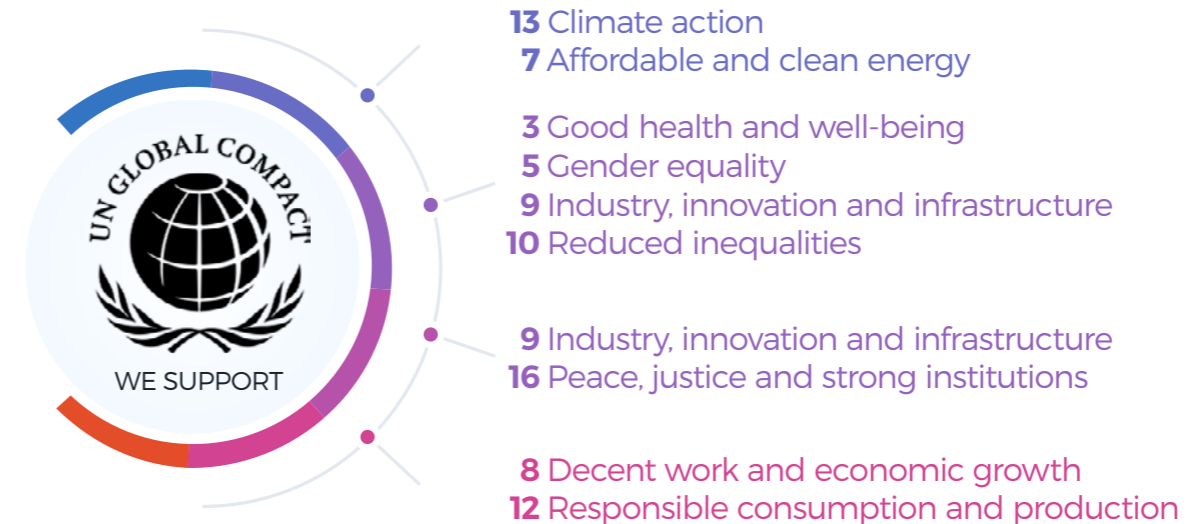 13 Climate action
7 Affordable and clean energy
3 Good health and well-being
5 Gender equality
9 Industry, innovation and infrastructure
10 Reduced inequalities
UN GLOBAL COMPACT
WE SUPPORT
9 Industry, innovation and infrastructure
16 Peace, justice and strong institutions
8 Decent work and economic growth
12 Responsible consumption and production